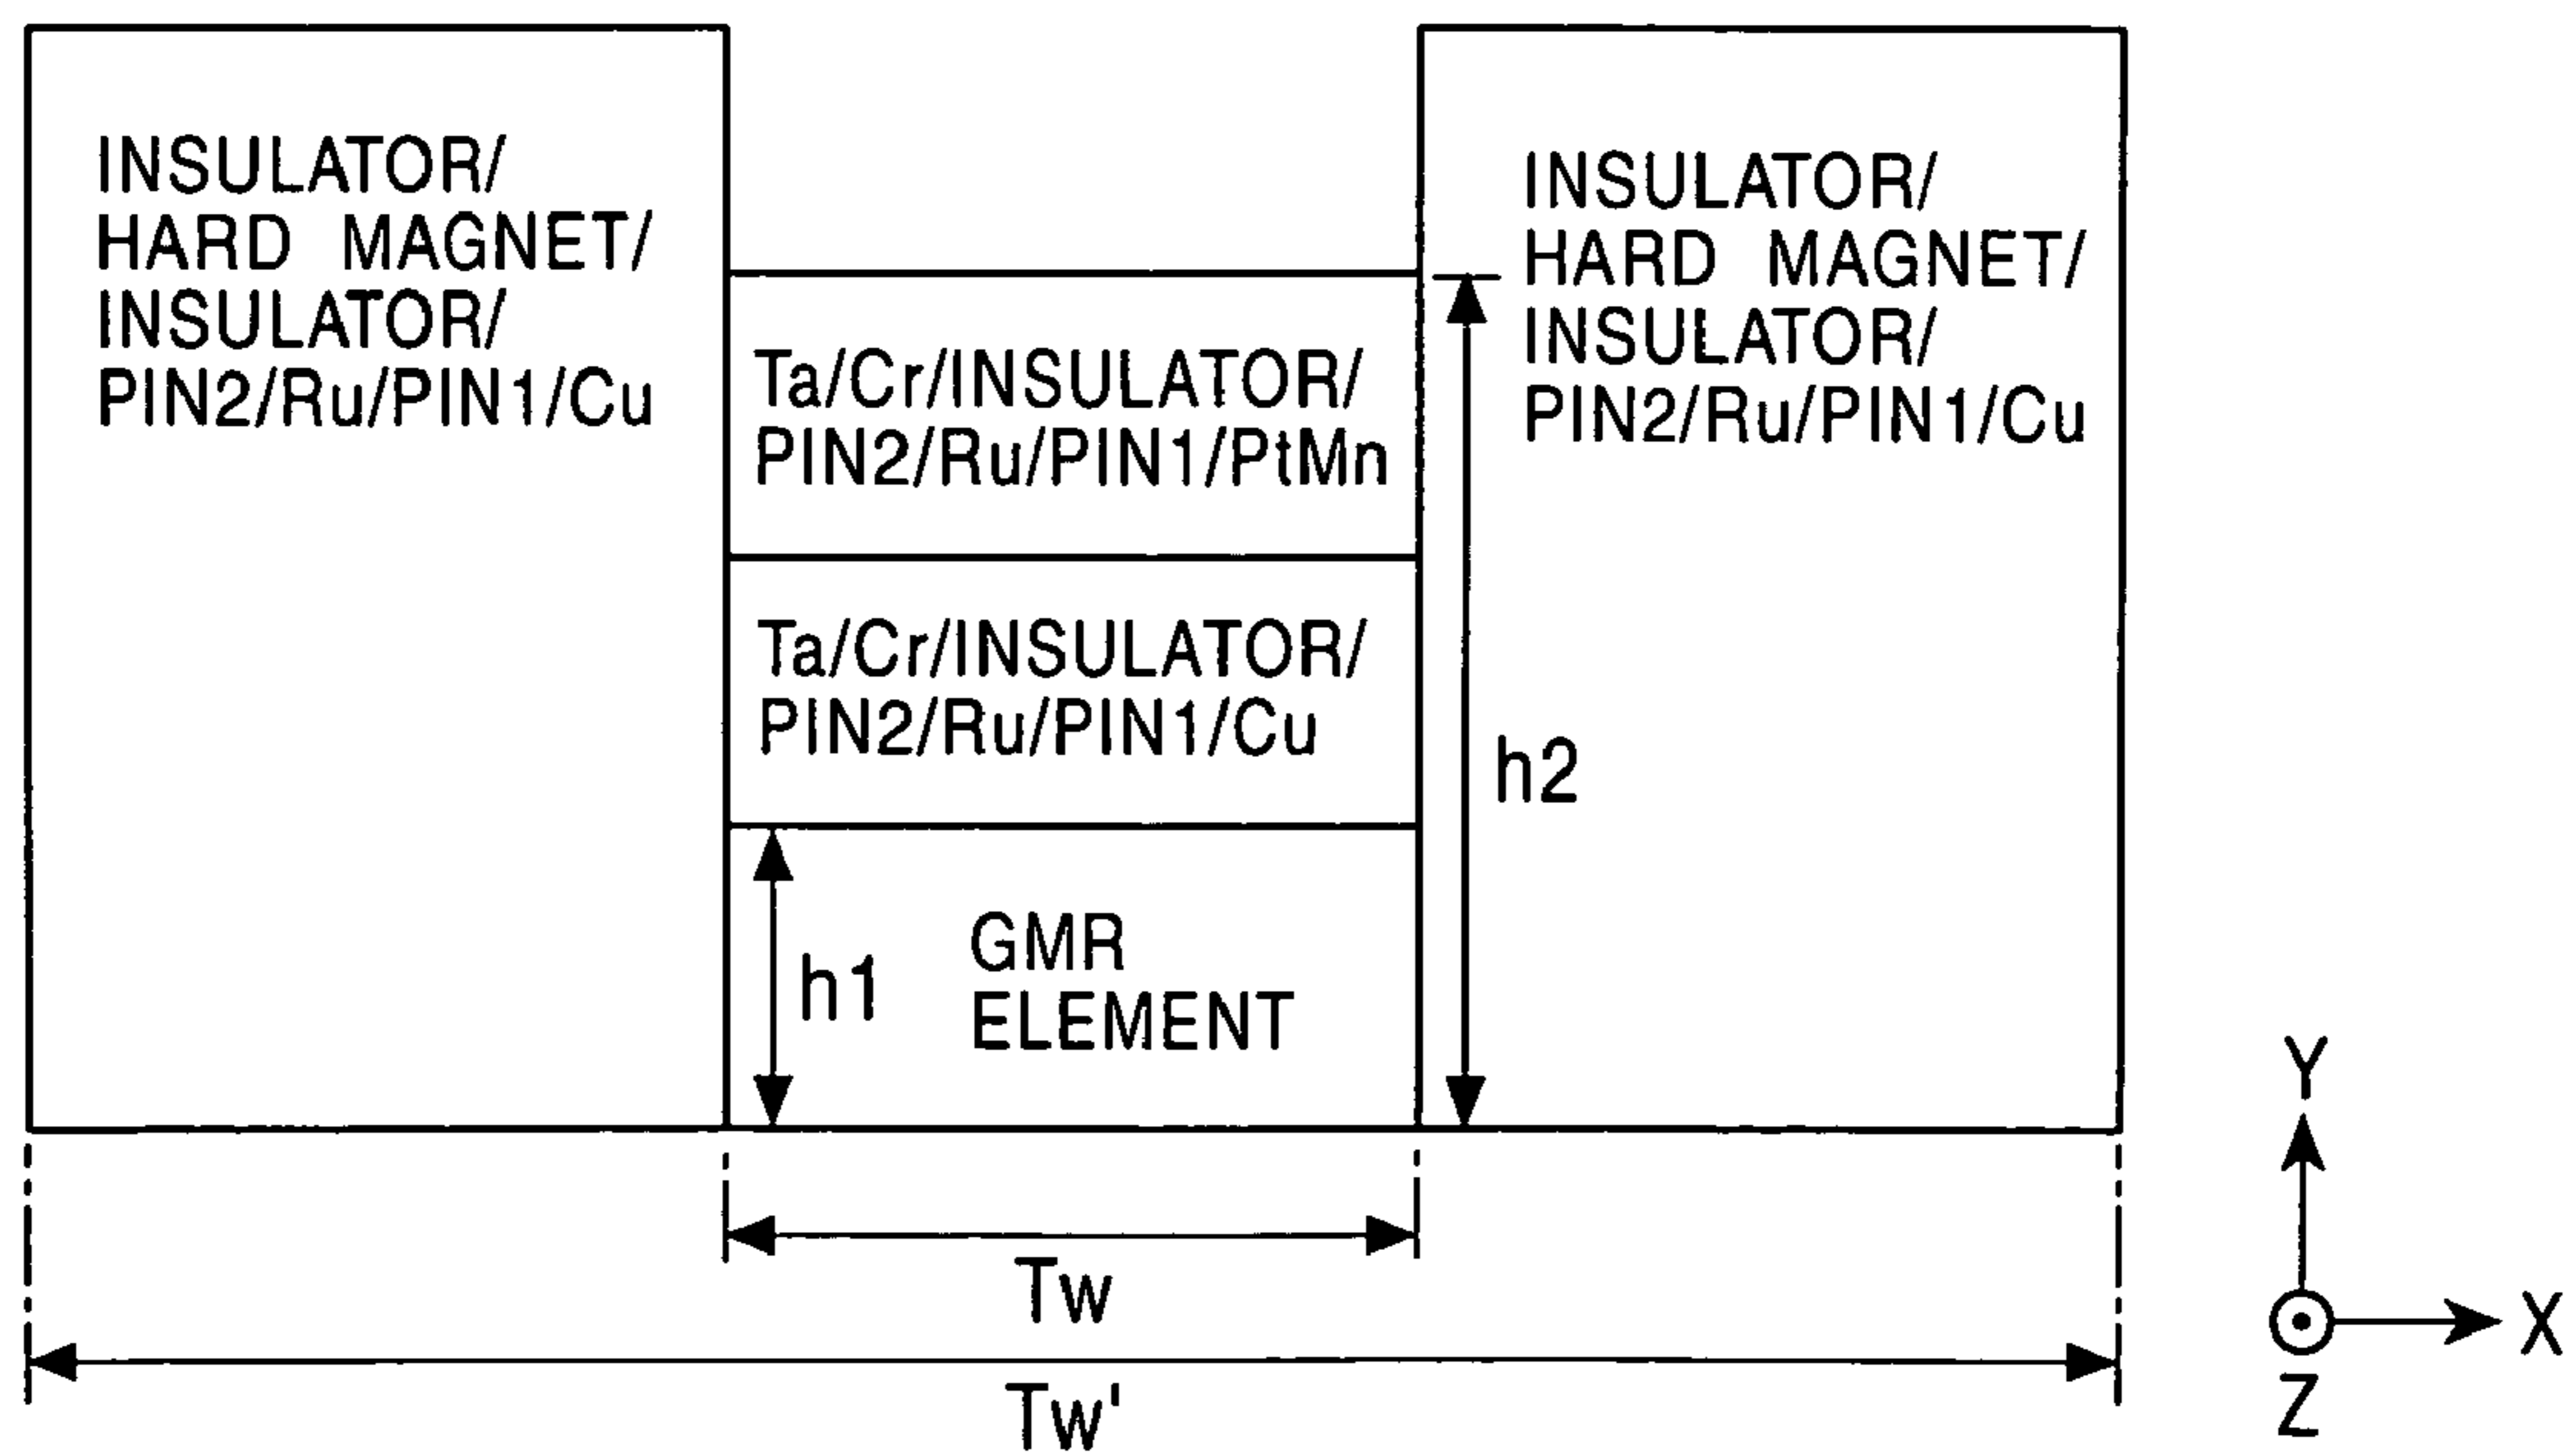 INSULATOR/
HARD MAGNET/
INSULATOR/
PIN2/Ru/PIN1/Cu
Ta/Cr/INSULATOR/
PIN2/Ru/PIN1/PtMn
Ta/Cr/INSULATOR/
PIN2/Ru/PIN1/Cu
h1
GMR
ELEMENT
h2
INSULATOR/
HARD MAGNET/
INSULATOR/
PIN2/Ru/PIN1/Cu
Tw
Tw'
Y
X
Z